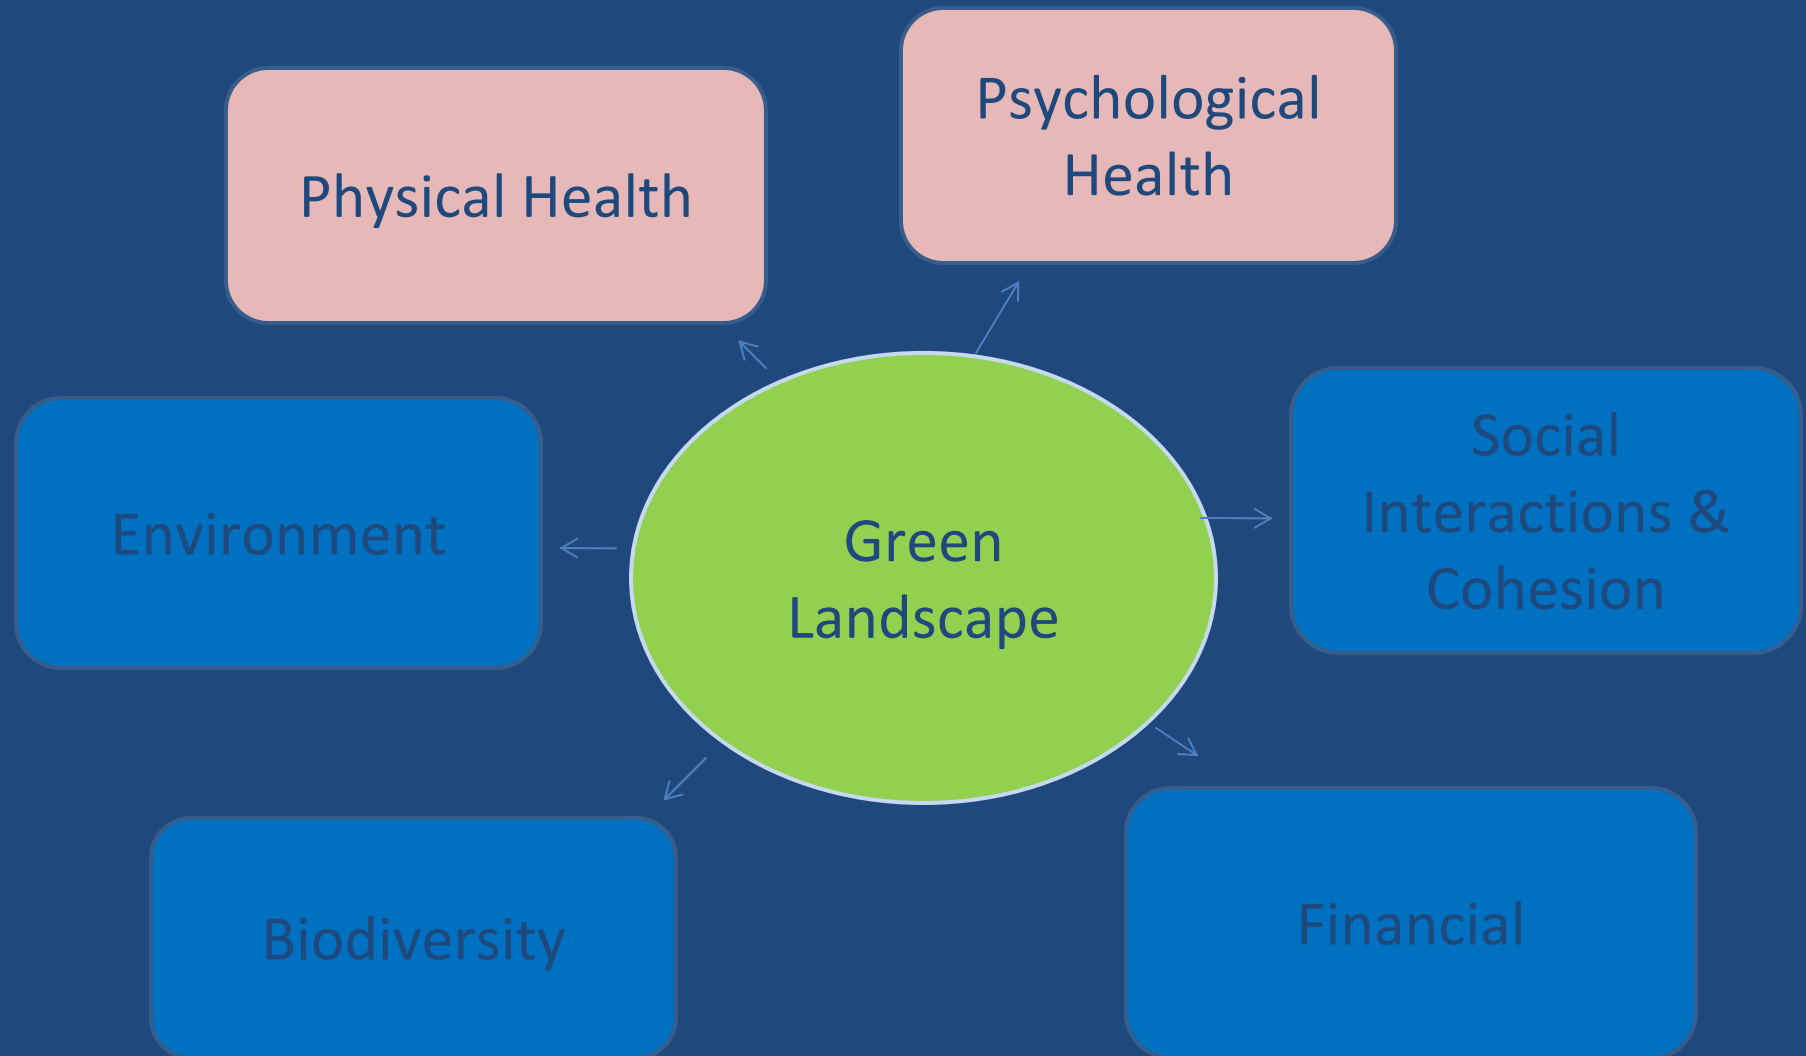 Psychological
Health
Physical Health
Social
Interactions &
Cohesion
Environment
Green
Landscape
Financial
Biodiversity